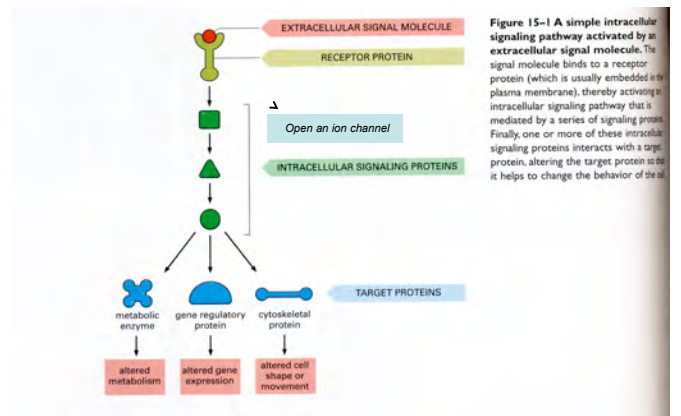 EXTRACELLULAR SIGNAL MOLECULE
RECEPTOR PROTEIN
Open an ion channel
INTRACELLULAR SIGNALING PROTEINS
TARGET PROTEINS
metabolic
enzyme
gene regulatory
protein
cytoskeletal
protein
altered
metabolism
altered gene
expression
altered cell
shape or
movement
Figure 15–1 A simple intracellular
signaling pathway activated by an
extracellular signal molecule. The
signal molecule binds to a receptor
protein (which is usually embedded in the
plasma membrane), thereby activating an
intracellular signaling pathway that is
mediated by a series of signaling proteins.
Finally, one or more of these intracellular
signaling proteins interacts with a target
protein, altering the target protein so that
it helps to change the behavior of the cell.